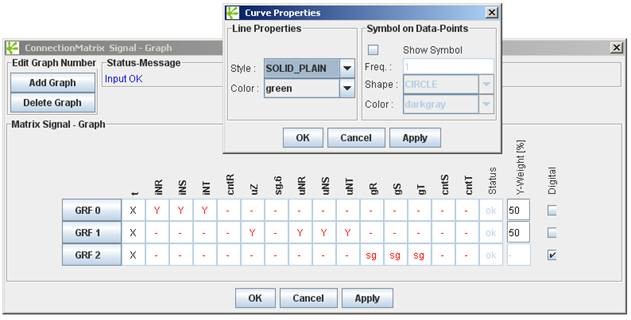 Curve Properties
Line Properties
Style : SOLID_PLAIN
Color : green
Symbol on Data-Points
Show Symbol
Freq. : 1
Shape : CIRCLE
Color : darkgray
OK Cancel Apply
ConnectionMatrix Signal - Graph
Edit Graph Number
Add Graph
Delete Graph
Status-Message
Input OK
Matrix Signal - Graph
t iNR iNS iNT cntR uZ sg.6 uNR uNS uNT gR gS gT cntS cntT Status Y-Weight [%] Digital
GRF 0 X Y Y Y - - - - - - - - - - - ok 50
GRF 1 X - - - - Y - Y Y Y - - - - - ok 50
GRF 2 X - - - - - - - - - sg sg sg - - ok -
OK Cancel Apply